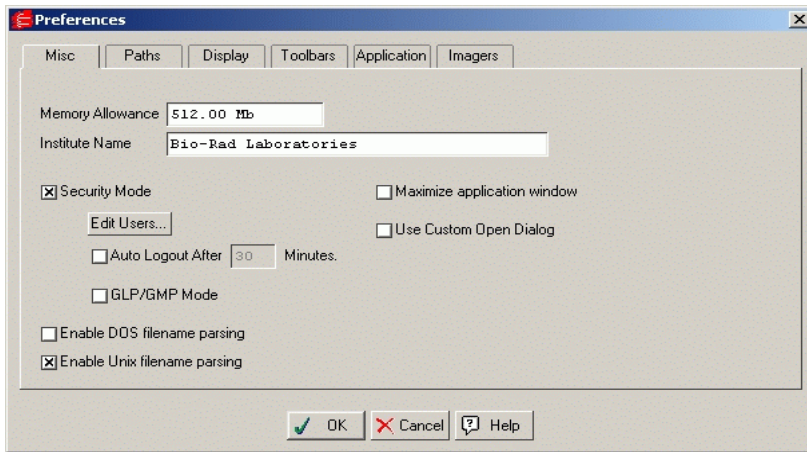 Preferences
Misc Paths Display Toolbars Application Imagers
Memory Allowance 512.00 Mb
Institute Name Bio-Rad Laboratories
Security Mode Maximize application window
Edit Users... Use Custom Open Dialog
Auto Logout After 30 Minutes.
GLP/GMP Mode
Enable DOS filename parsing
Enable Unix filename parsing
OK Cancel Help